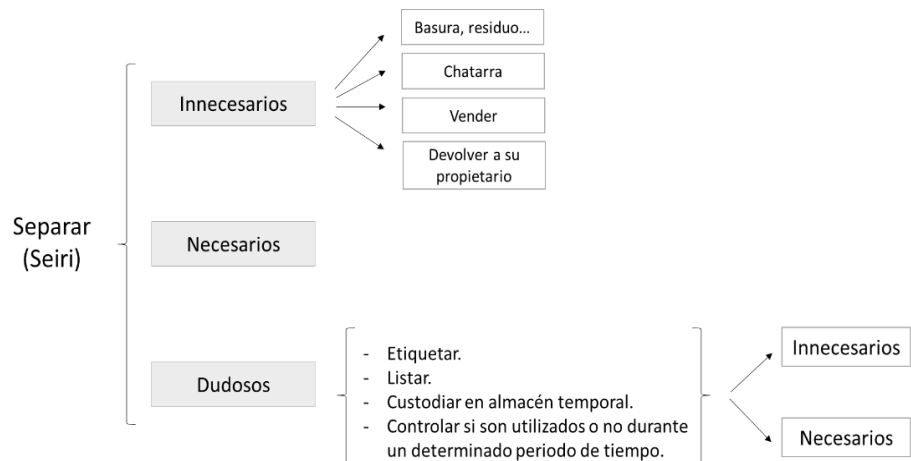 Separar
(Seiri)
Innecesarios
Basura, residuo...
Chatarra
Vender
Devolver a su
propietario
Necesarios
Dudosos
- Etiquetar.
- Listar.
- Custodiar en almacén temporal.
- Controlar si son utilizados o no durante
un determinado periodo de tiempo.
Innecesarios
Necesarios